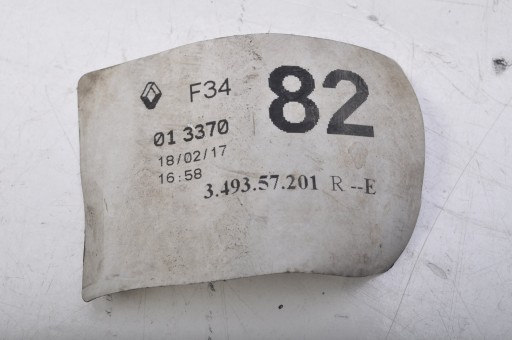 F34 82
01 3370
18/02/17
16:58
3.493.57.201 R --E